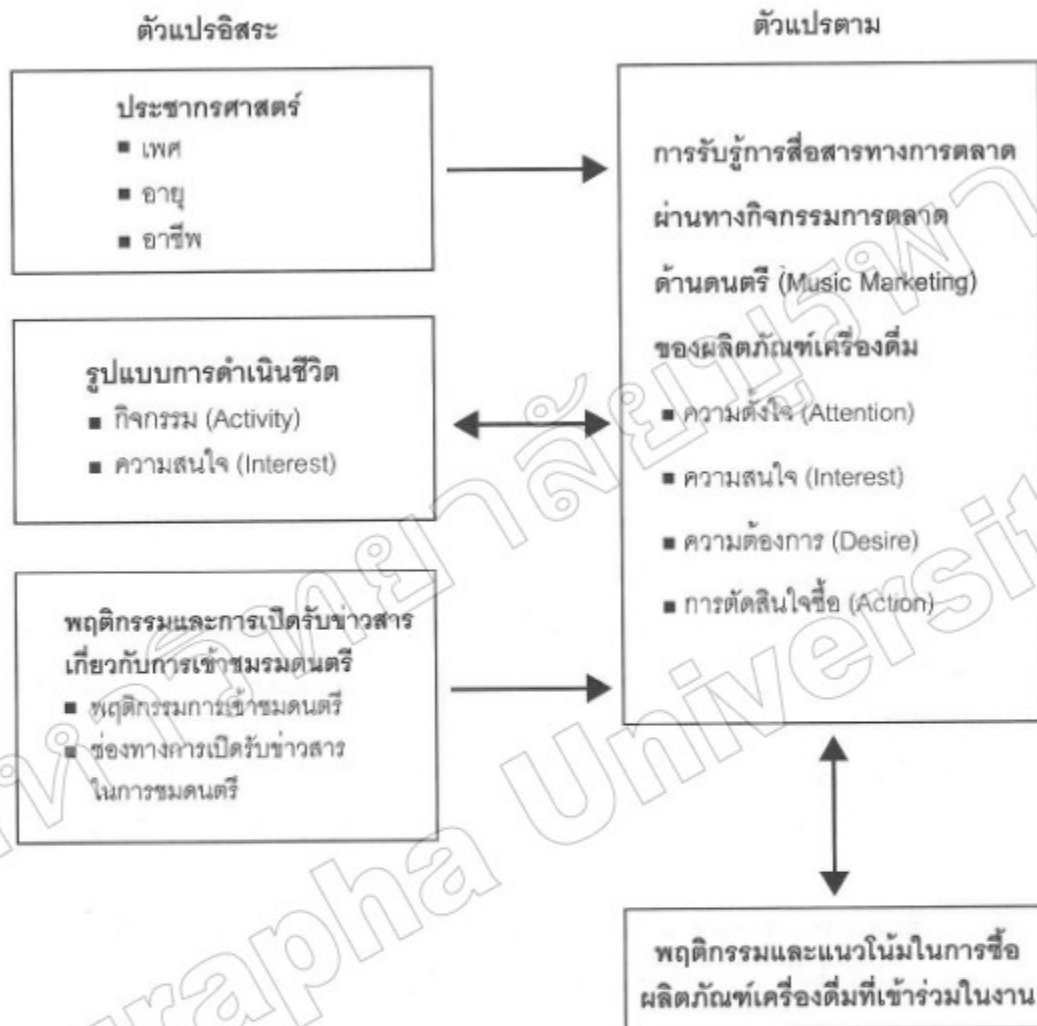 ตัวแปรอิสระ
ประชากรศาสตร์
■ เพศ
■ อายุ
■ อาชีพ
รูปแบบการดำเนินชีวิต
■ กิจกรรม (Activity)
■ ความสนใจ (Interest)
พฤติกรรมและการเปิดรับข่าวสาร
เกี่ยวกับการเข้าชมรมดนตรี
■ พฤติกรรมการเข้าชมดนตรี
■ ช่องทางการเปิดรับข่าวสาร
ในการชมดนตรี
ตัวแปรตาม
การรับรู้การสื่อสารทางการตลาด
ผ่านทางกิจกรรมการตลาด
ด้านดนตรี (Music Marketing)
ของผลิตภัณฑ์เครื่องดื่ม
■ ความตั้งใจ (Attention)
■ ความสนใจ (Interest)
■ ความต้องการ (Desire)
■ การตัดสินใจซื้อ (Action)
พฤติกรรมและแนวโน้มในการซื้อ
ผลิตภัณฑ์เครื่องดื่มที่เข้าร่วมในงาน